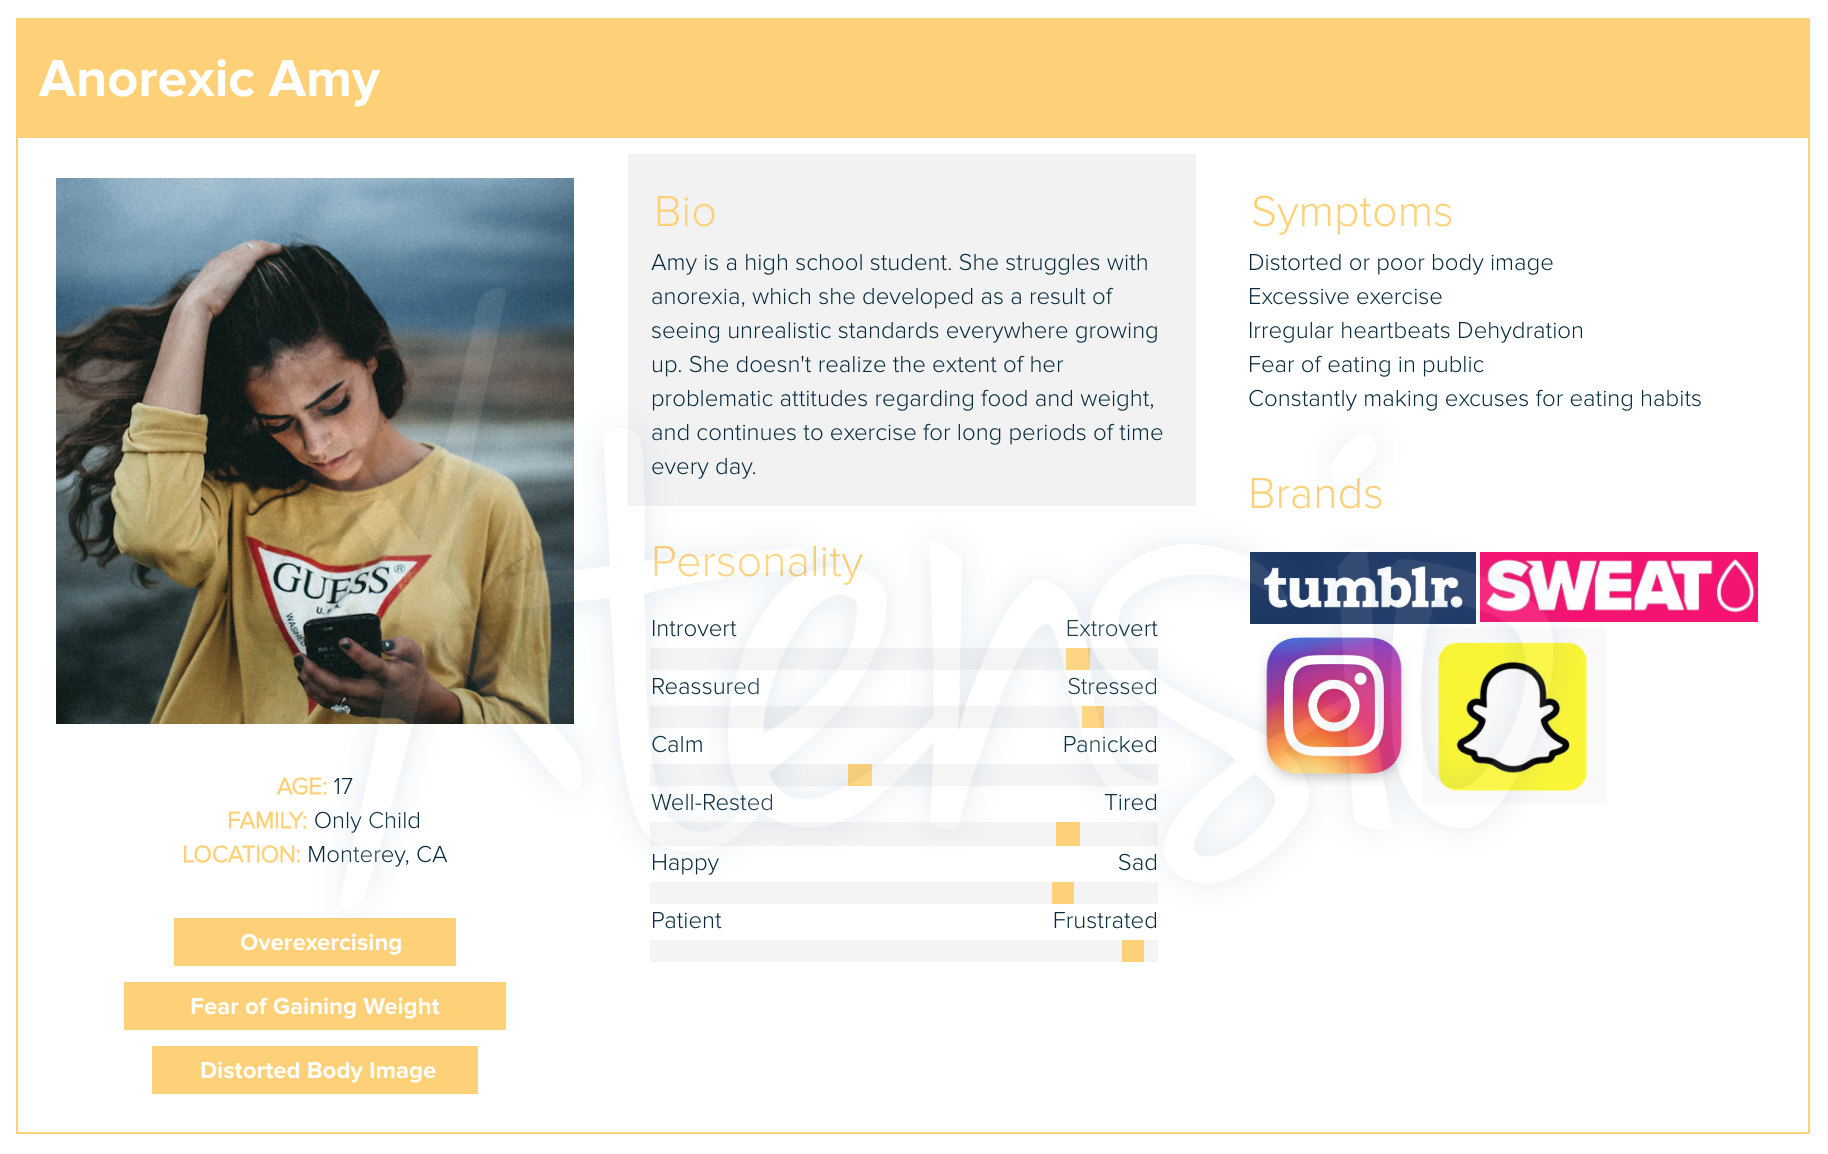 Anorexic Amy
GUESS®
U.S.
WASHED
AGE: 17
FAMILY: Only Child
LOCATION: Monterey, CA
Overexercising
Fear of Gaining Weight
Distorted Body Image
Bio
Amy is a high school student. She struggles with
anorexia, which she developed as a result of
seeing unrealistic standards everywhere growing
up. She doesn't realize the extent of her
problematic attitudes regarding food and weight,
and continues to exercise for long periods of time
every day.
Personality
Introvert Extrovert
Reassured Stressed
Calm Panicked
Well-Rested Tired
Happy Sad
Patient Frustrated
Symptoms
Distorted or poor body image
Excessive exercise
Irregular heartbeats Dehydration
Fear of eating in public
Constantly making excuses for eating habits
Brands
tumblr. SWEAT
Xtensio